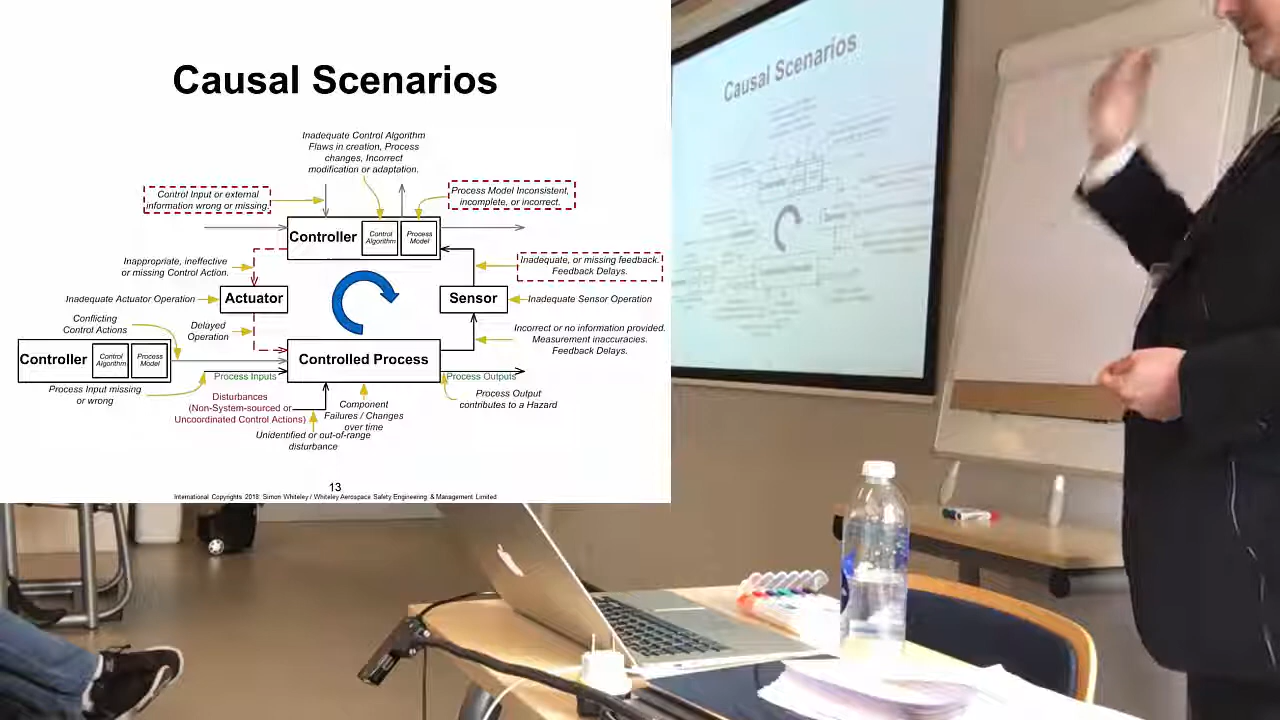 Causal Scenarios
Inadequate Control Algorithm
Flaws in creation, Process
changes, Incorrect
modification or adaptation.
Control Input or external
information wrong or missing.
Process Model Inconsistent,
incomplete, or incorrect.
Controller
Control
Algorithm
Process
Model
Inappropriate, ineffective
or missing Control Action.
Inadequate, or missing feedback.
Feedback Delays.
Inadequate Actuator Operation
Actuator
Sensor
Inadequate Sensor Operation
Conflicting
Control Actions
Delayed
Operation
Incorrect or no information provided.
Measurement inaccuracies.
Feedback Delays.
Controller
Control
Algorithm
Process
Model
Controlled Process
Process Inputs
Process Outputs
Process Input missing
or wrong
Disturbances
(Non-System-sourced or
Uncoordinated Control Actions)
Component
Failures / Changes
over time
Process Output
contributes to a Hazard
Unidentified or out-of-range
disturbance
13
International Copyrights 2018, Simon Whiteley / Whiteley Aerospace Safety Engineering & Management Limited
Causal Scenarios